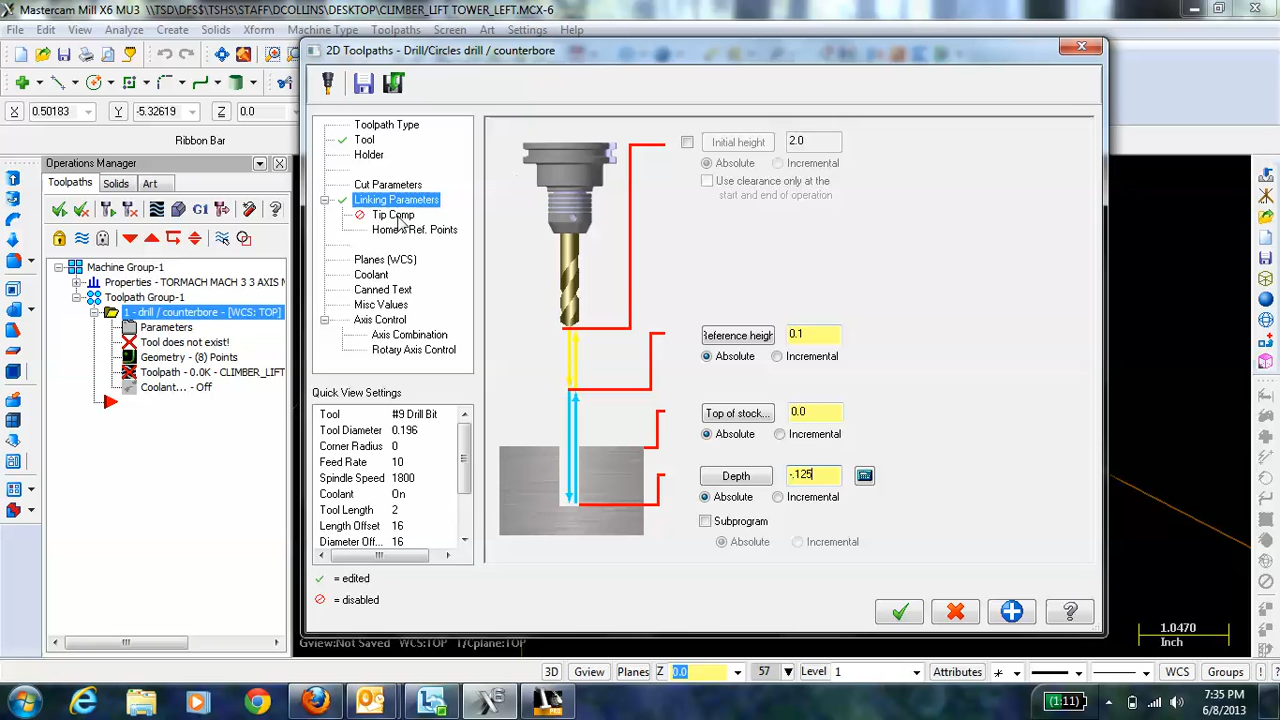 Mastercam Mill X6 MU3 \\TSD\DFS$\TSHS\STAFF\DCOLLINS\DESKTOP\CLIMBER_LIFT TOWER_LEFT.MCX-6
File Edit View Analyze Create Solids Xform Machine Type Toolpaths Screen Art Settings Help
2D Toolpaths - Drill/Circles drill / counterbore
X 0.50183 Y -5.32619 Z 0.0
Ribbon Bar
Operations Manager
Toolpaths Solids Art
G1
Machine Group-1
Properties - TORMACH MACH 3 3 AXIS M
Toolpath Group-1
1 - drill / counterbore - [WCS: TOP]
Parameters
Tool does not exist!
Geometry - (8) Points
Toolpath - 0.0K - CLIMBER_LIFT
Coolant... - Off
Toolpath Type
Tool
Holder
Cut Parameters
Linking Parameters
Tip Comp
Home / Ref. Points
Planes (WCS)
Coolant
Canned Text
Misc Values
Axis Control
Axis Combination
Rotary Axis Control
Quick View Settings
Tool #9 Drill Bit
Tool Diameter 0.196
Corner Radius 0
Feed Rate 10
Spindle Speed 1800
Coolant On
Tool Length 2
Length Offset 16
Diameter Off... 16
= edited
= disabled
Initial height 2.0
Absolute Incremental
Use clearance only at the
start and end of operation
Reference heigh 0.1
Absolute Incremental
Top of stock... 0.0
Absolute Incremental
Depth -.125
Absolute Incremental
Subprogram
Absolute Incremental
Gview:Not Saved WCS:TOP T/Cplane:TOP
1.0470
Inch
3D Gview Planes Z 0.0 57 Level 1 Attributes WCS Groups ?
(1:11)
7:35 PM
6/8/2013